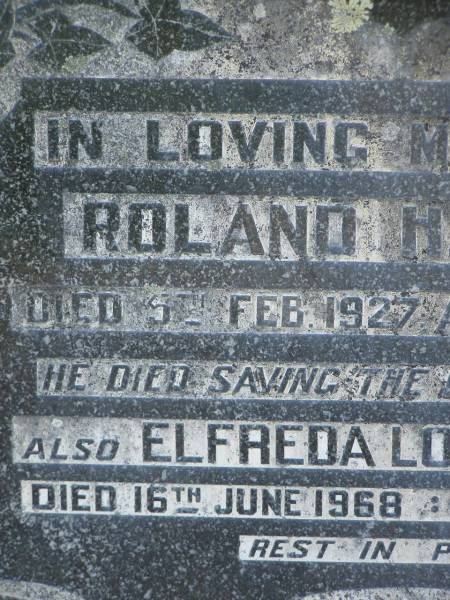 IN LOVING M
ROLAND H
DIED 5TH FEB. 1927, A
HE DIED SAVING THE
ALSO ELFREDA LO
DIED 16TH JUNE 1968 :
REST IN P